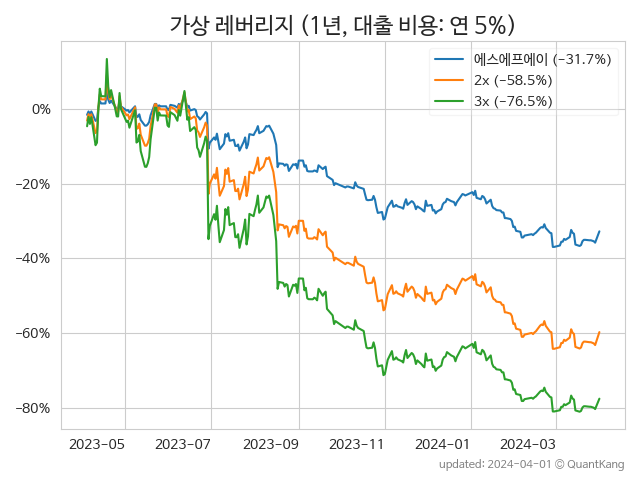 가상 레버리지 (1년, 대출 비용: 연 5%)
에스에프에이 (−31.7%)
2x (−58.5%)
3x (−76.5%)
0%
−20%
−40%
−60%
−80%
2023−05
2023−07
2023−09
2023−11
2024−01
2024−03
updated: 2024-04-01 © QuantKang